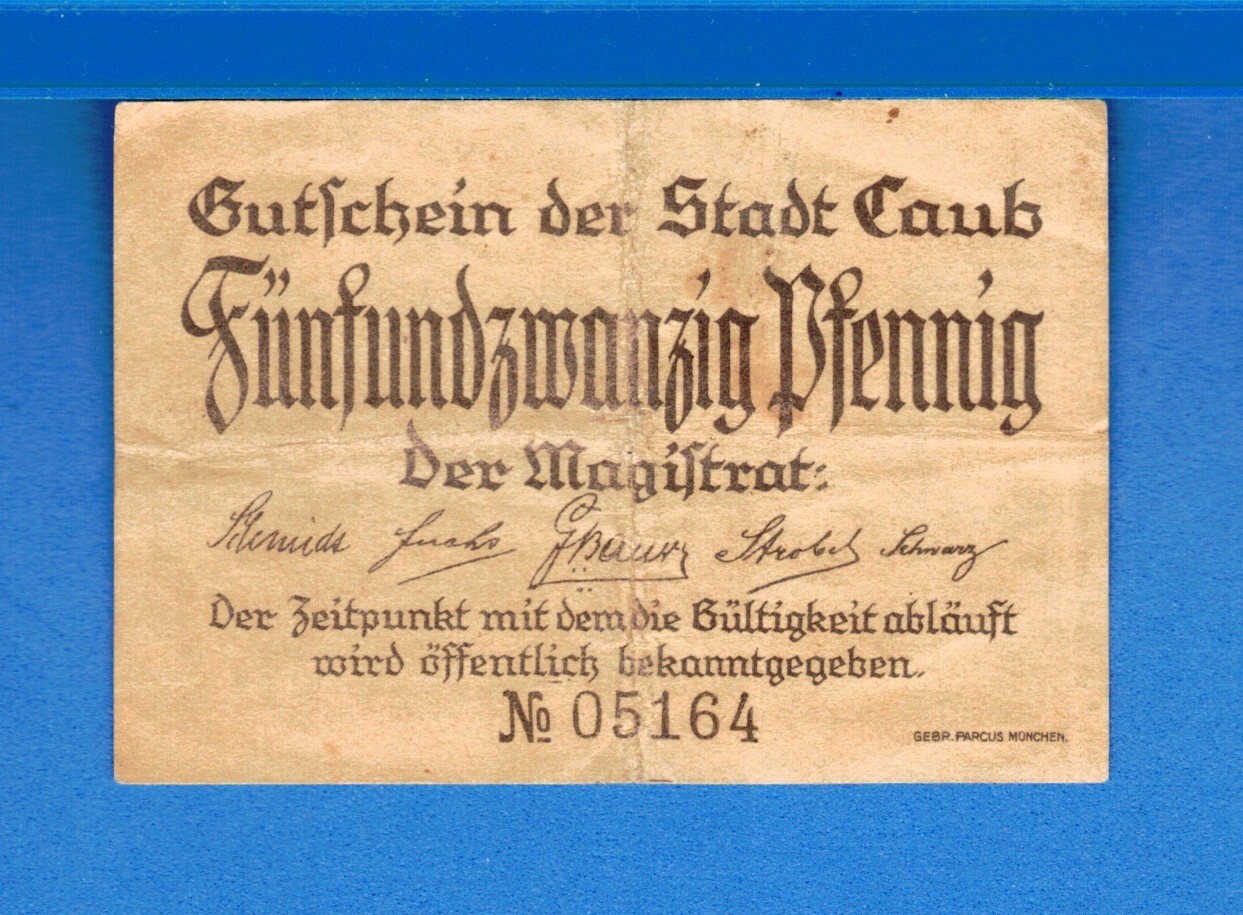 Gutschein der Stadt Caub
Fünfundzwanzig Pfennig
Der Magistrat:
Fuchs Strobel Schwarz
Der Zeitpunkt mit dem die Gültigkeit abläuft
wird öffentlich bekanntgegeben.
№ 05164
GEBR. PARCUS MÜNCHEN.